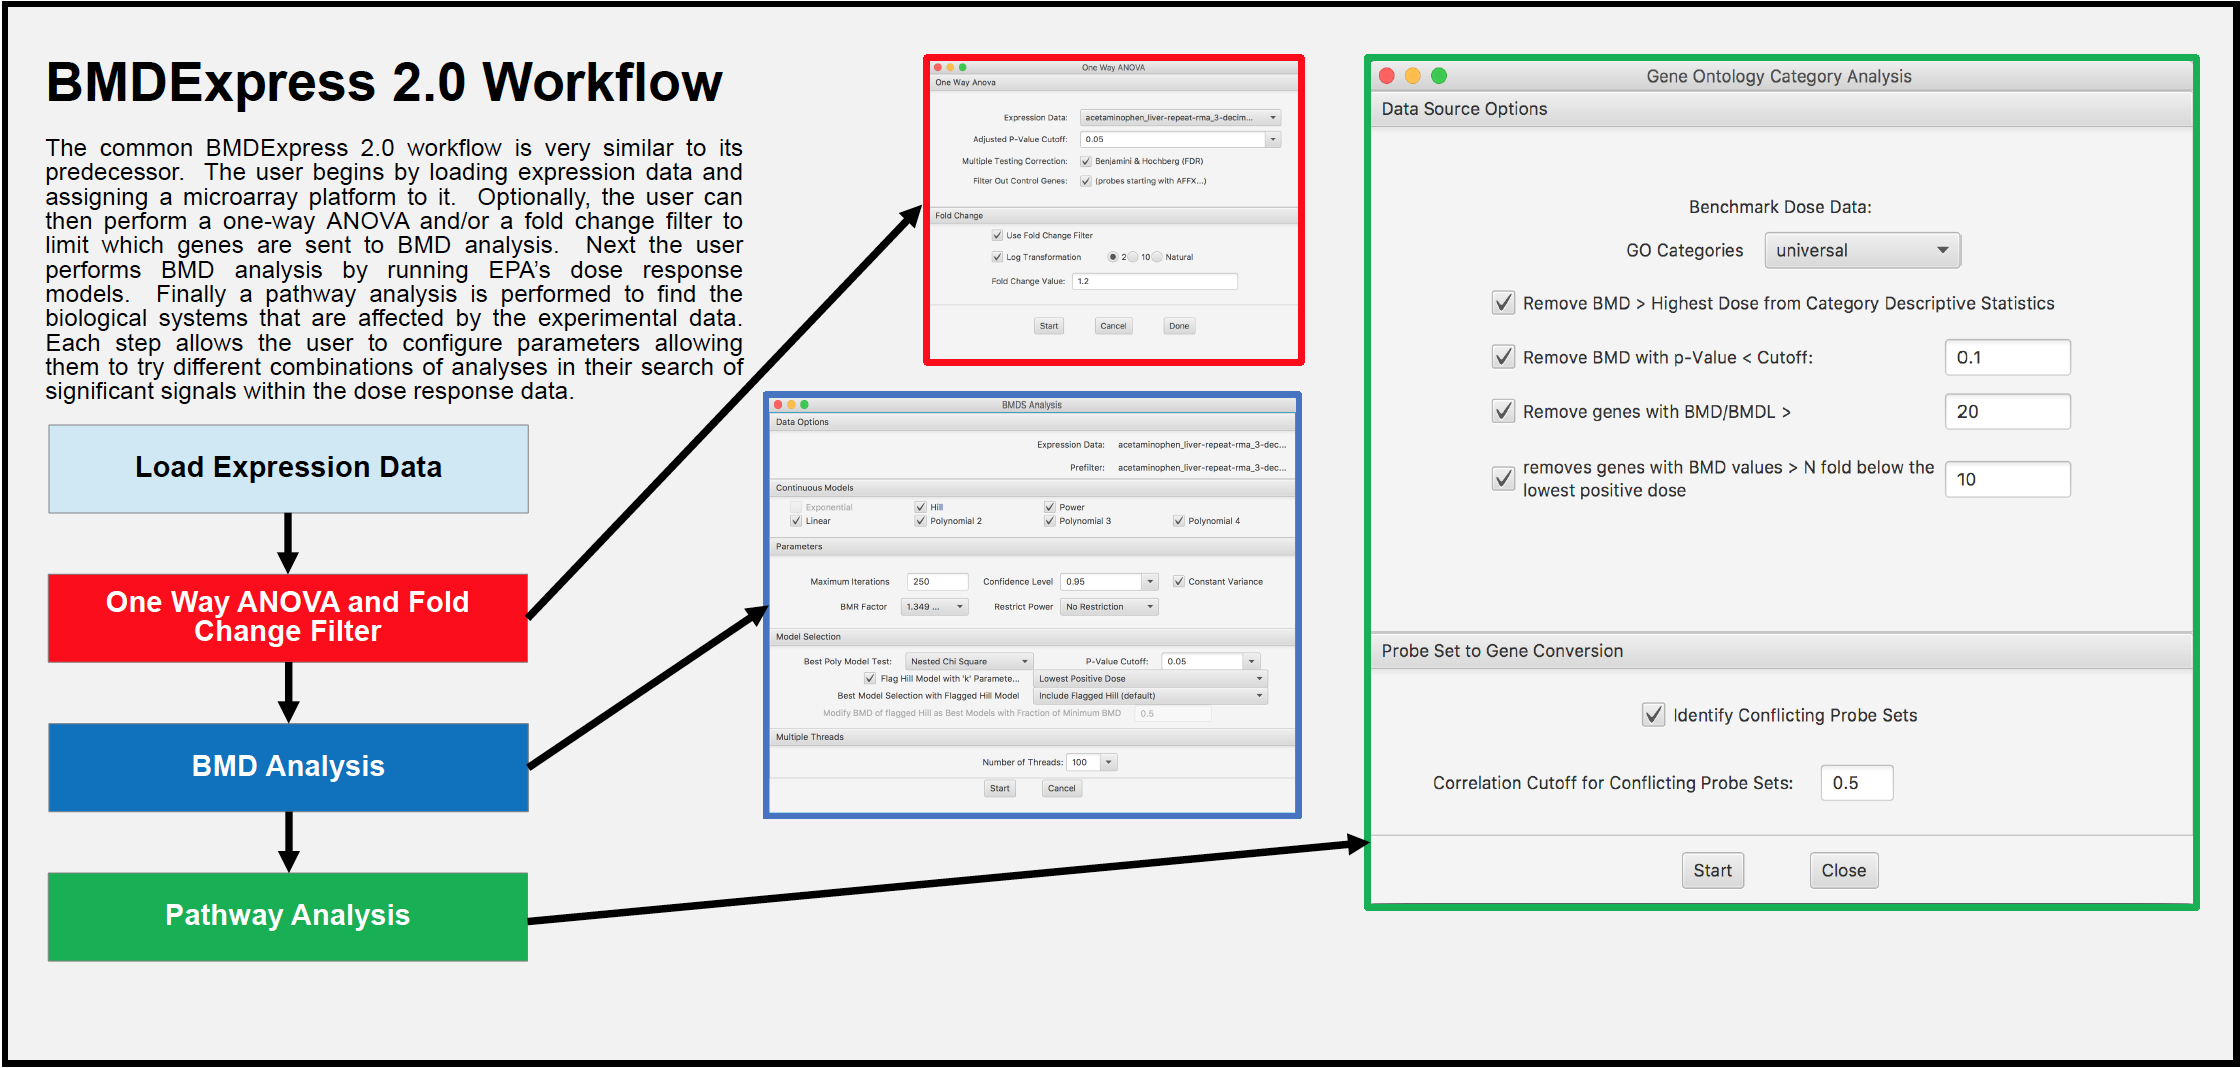 BMDExpress 2.0 Workflow
The common BMDExpress 2.0 workflow is very similar to its
predecessor. The user begins by loading expression data and
assigning a microarray platform to it. Optionally, the user can
then perform a one-way ANOVA and/or a fold change filter to
limit which genes are sent to BMD analysis. Next the user
performs BMD analysis by running EPA's dose response
models. Finally a pathway analysis is performed to find the
biological systems that are affected by the experimental data.
Each step allows the user to configure parameters allowing
them to try different combinations of analyses in their search of
significant signals within the dose response data.
Load Expression Data
One Way ANOVA and Fold
Change Filter
BMD Analysis
Pathway Analysis
One Way ANOVA
One Way Anova
Expression Data: acetaminophen_liver-repeat-rma_3-decim...
Adjusted P-Value Cutoff: 0.05
Multiple Testing Correction: Benjamini & Hochberg (FDR)
Filter Out Control Genes: (probes starting with AFFX...)
Fold Change
Use Fold Change Filter
Log Transformation 2 10 Natural
Fold Change Value: 1.2
Start Cancel Done
BMDS Analysis
Data Options
Expression Data: acetaminophen_liver-repeat-rma_3-dec...
Prefilter: acetaminophen_liver-repeat-rma_3-dec...
Continuous Models
Exponential Hill Power
Linear Polynomial 2 Polynomial 3 Polynomial 4
Parameters
Maximum Iterations 250 Confidence Level 0.95 Constant Variance
BMR Factor 1.349 ... Restrict Power No Restriction
Model Selection
Best Poly Model Test: Nested Chi Square P-Value Cutoff: 0.05
Flag Hill Model with 'k' Paramete... Lowest Positive Dose
Best Model Selection with Flagged Hill Model Include Flagged Hill (default)
Modify BMD of flagged Hill as Best Models with Fraction of Minimum BMD 0.5
Multiple Threads
Number of Threads: 100
Start Cancel
Gene Ontology Category Analysis
Data Source Options
Benchmark Dose Data:
GO Categories universal
Remove BMD > Highest Dose from Category Descriptive Statistics
Remove BMD with p-Value < Cutoff: 0.1
Remove genes with BMD/BMDL > 20
removes genes with BMD values > N fold below the
lowest positive dose 10
Probe Set to Gene Conversion
Identify Conflicting Probe Sets
Correlation Cutoff for Conflicting Probe Sets: 0.5
Start Close